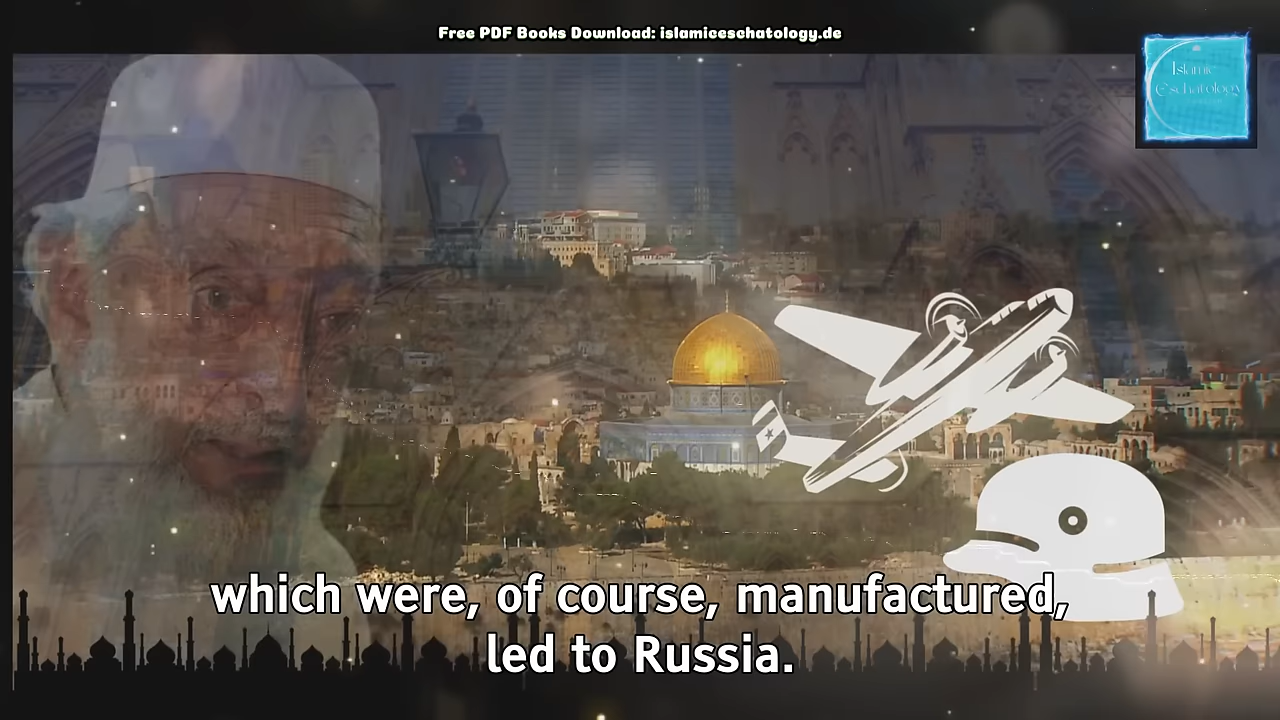 Free PDF Books Download: islamiceschatology.de
Islamic
Eschatology
which were, of course, manufactured,
led to Russia.